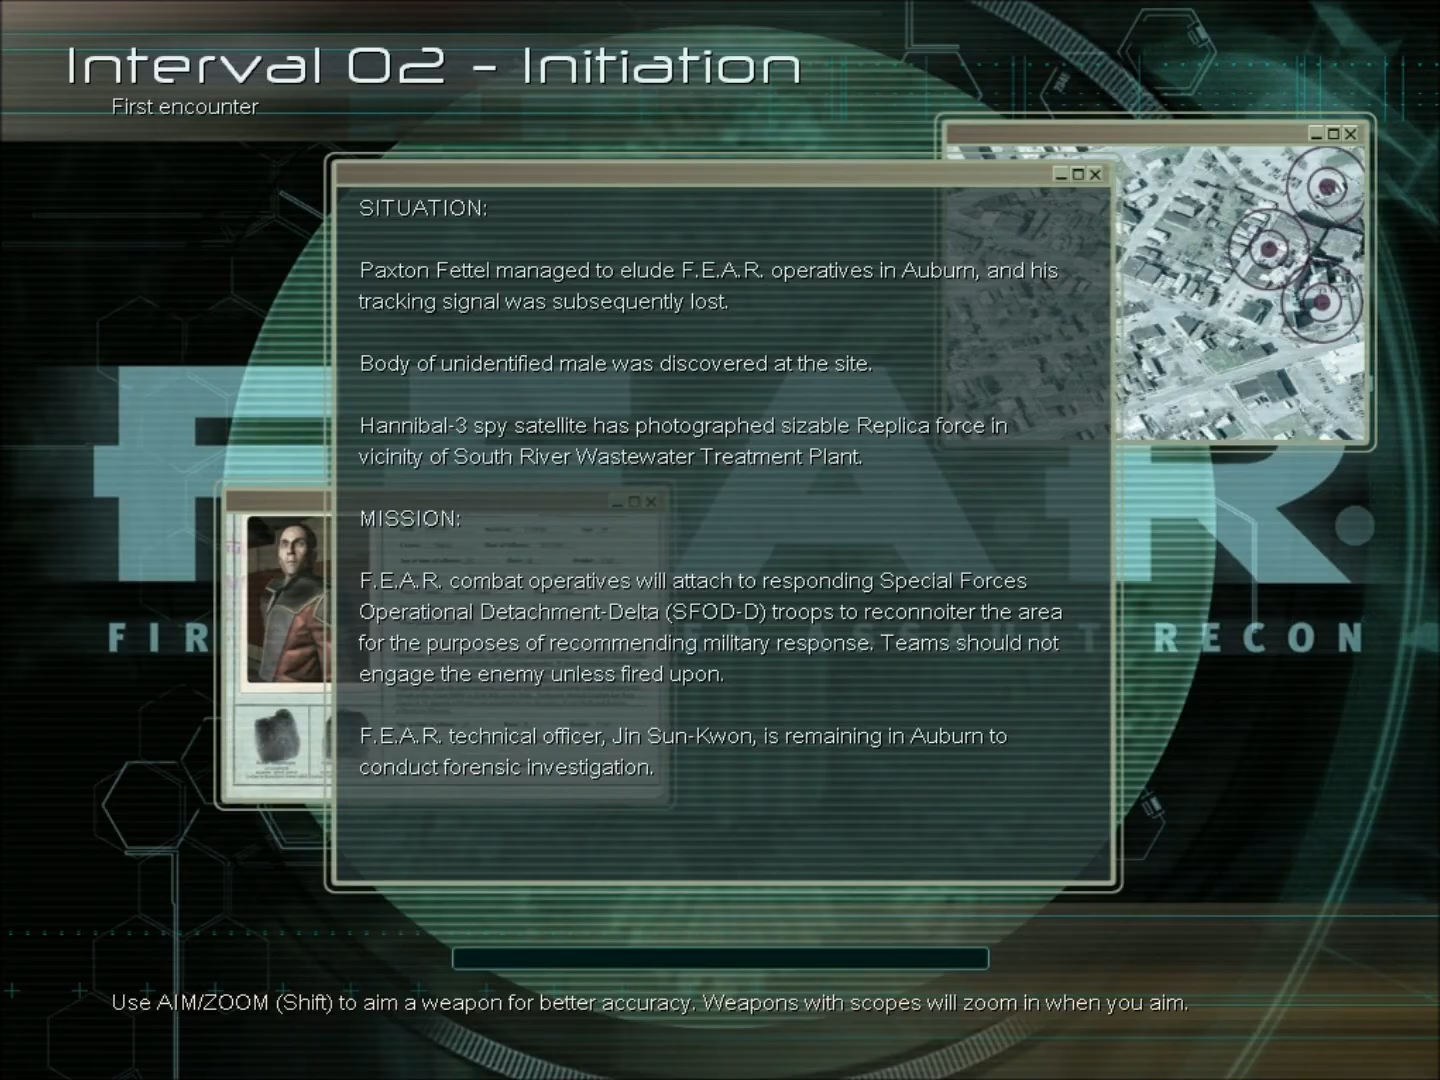 Interval 02 - Initiation
First encounter
SITUATION:
Paxton Fettel managed to elude F.E.A.R. operatives in Auburn, and his
tracking signal was subsequently lost.
Body of unidentified male was discovered at the site.
Hannibal-3 spy satellite has photographed sizable Replica force in
vicinity of South River Wastewater Treatment Plant.
MISSION:
F.E.A.R. combat operatives will attach to responding Special Forces
Operational Detachment-Delta (SFOD-D) troops to reconnoiter the area
for the purposes of recommending military response. Teams should not
engage the enemy unless fired upon.
F.E.A.R. technical officer, Jin Sun-Kwon, is remaining in Auburn to
conduct forensic investigation.
F.E.A.R.
RECON
Use AIM/ZOOM (Shift) to aim a weapon for better accuracy. Weapons with scopes will zoom in when you aim.